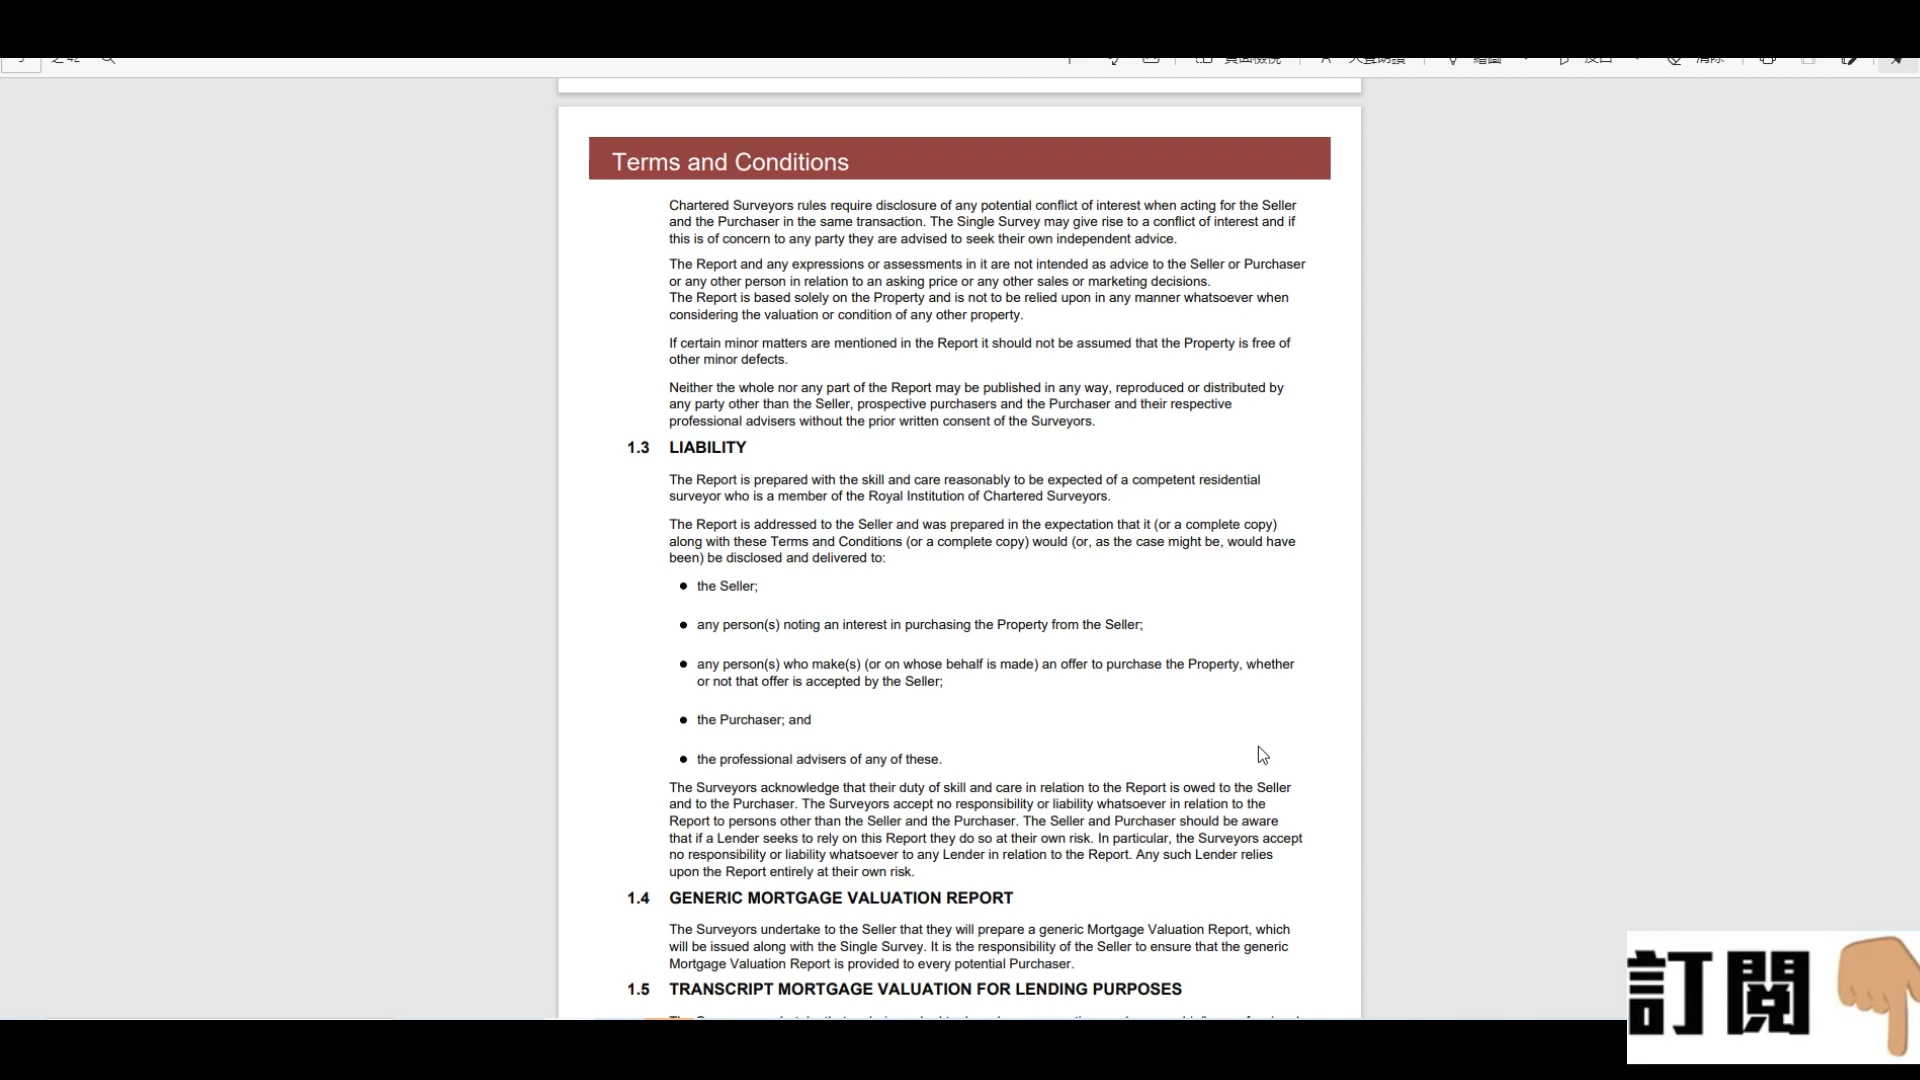 Terms and Conditions
Chartered Surveyors rules require disclosure of any potential conflict of interest when acting for the Seller
and the Purchaser in the same transaction. The Single Survey may give rise to a conflict of interest and if
this is of concern to any party they are advised to seek their own independent advice.
The Report and any expressions or assessments in it are not intended as advice to the Seller or Purchaser
or any other person in relation to an asking price or any other sales or marketing decisions.
The Report is based solely on the Property and is not to be relied upon in any manner whatsoever when
considering the valuation or condition of any other property.
If certain minor matters are mentioned in the Report it should not be assumed that the Property is free of
other minor defects.
Neither the whole nor any part of the Report may be published in any way, reproduced or distributed by
any party other than the Seller, prospective purchasers and the Purchaser and their respective
professional advisers without the prior written consent of the Surveyors.
1.3 LIABILITY
The Report is prepared with the skill and care reasonably to be expected of a competent residential
surveyor who is a member of the Royal Institution of Chartered Surveyors.
The Report is addressed to the Seller and was prepared in the expectation that it (or a complete copy)
along with these Terms and Conditions (or a complete copy) would (or, as the case might be, would have
been) be disclosed and delivered to:
● the Seller;
● any person(s) noting an interest in purchasing the Property from the Seller;
● any person(s) who make(s) (or on whose behalf is made) an offer to purchase the Property, whether
or not that offer is accepted by the Seller;
● the Purchaser; and
● the professional advisers of any of these.
The Surveyors acknowledge that their duty of skill and care in relation to the Report is owed to the Seller
and to the Purchaser. The Surveyors accept no responsibility or liability whatsoever in relation to the
Report to persons other than the Seller and the Purchaser. The Seller and Purchaser should be aware
that if a Lender seeks to rely on this Report they do so at their own risk. In particular, the Surveyors accept
no responsibility or liability whatsoever to any Lender in relation to the Report. Any such Lender relies
upon the Report entirely at their own risk.
1.4 GENERIC MORTGAGE VALUATION REPORT
The Surveyors undertake to the Seller that they will prepare a generic Mortgage Valuation Report, which
will be issued along with the Single Survey. It is the responsibility of the Seller to ensure that the generic
Mortgage Valuation Report is provided to every potential Purchaser.
1.5 TRANSCRIPT MORTGAGE VALUATION FOR LENDING PURPOSES
訂閱